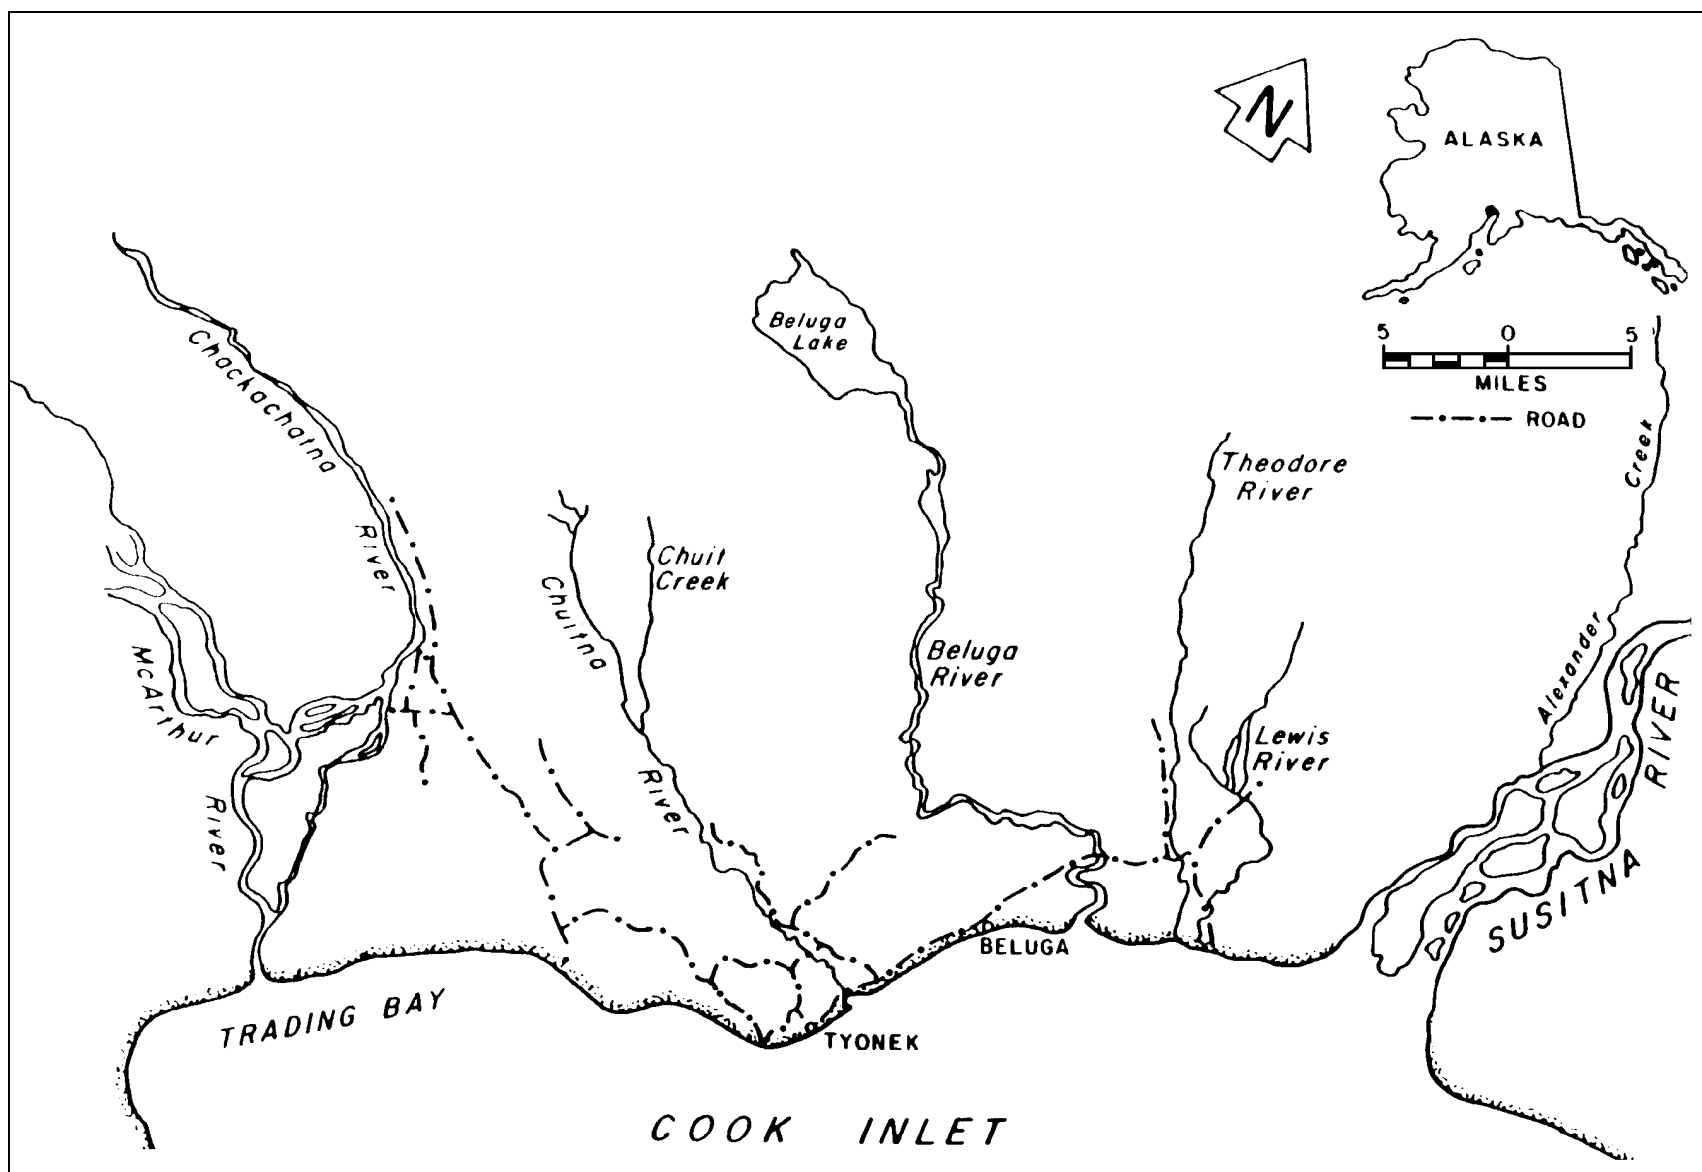 N
ALASKA
5 0 5
MILES
ROAD
Chackachatna
River
Beluga
Lake
Theodore
River
Creek
Alexander
Chuit
Creek
Chuitna
River
McArthur
River
Beluga
River
Lewis
River
SUSITNA
RIVER
BELUGA
TRADING BAY
TYONEK
COOK INLET